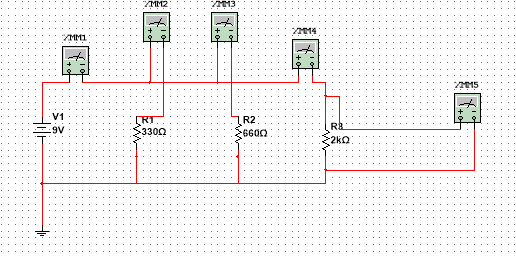 XMM1
XMM2
XMM3
XMM4
XMM5
V1
9V
R1
330Ω
R2
660Ω
R3
2kΩ